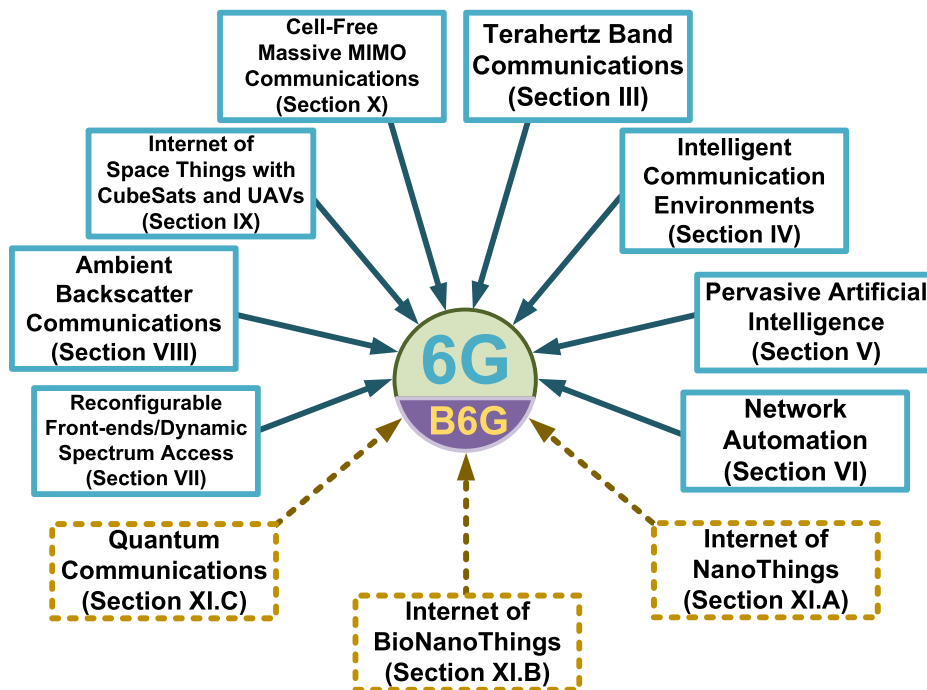 Cell-Free
Massive MIMO
Communications
(Section X)
Terahertz Band
Communications
(Section III)
Internet of
Space Things with
CubeSats and UAVs
(Section IX)
Intelligent
Communication
Environments
(Section IV)
Ambient
Backscatter
Communications
(Section VIII)
Pervasive Artificial
Intelligence
(Section V)
6G
B6G
Reconfigurable
Front-ends/Dynamic
Spectrum Access
(Section VII)
Network
Automation
(Section VI)
Quantum
Communications
(Section XI.C)
Internet of
BioNanoThings
(Section XI.B)
Internet of
NanoThings
(Section XI.A)